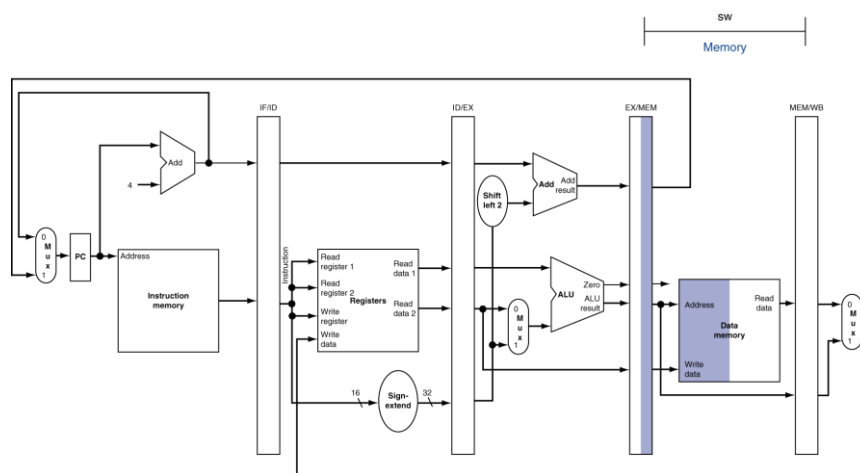 SW
Memory
IF/ID
ID/EX
EX/MEM
MEM/WB
Add
4
Shift
left 2
Add
Add
result
0
M
u
x
1
PC
Address
Instruction
memory
Instruction
Read
register 1
Read
register 2
Write
register
Write
data
Registers
Read
data 1
Read
data 2
16
Sign-
extend
32
0
M
u
x
1
Zero
ALU
ALU
result
Address
Read
data
Data
memory
Write
data
0
M
u
x
1